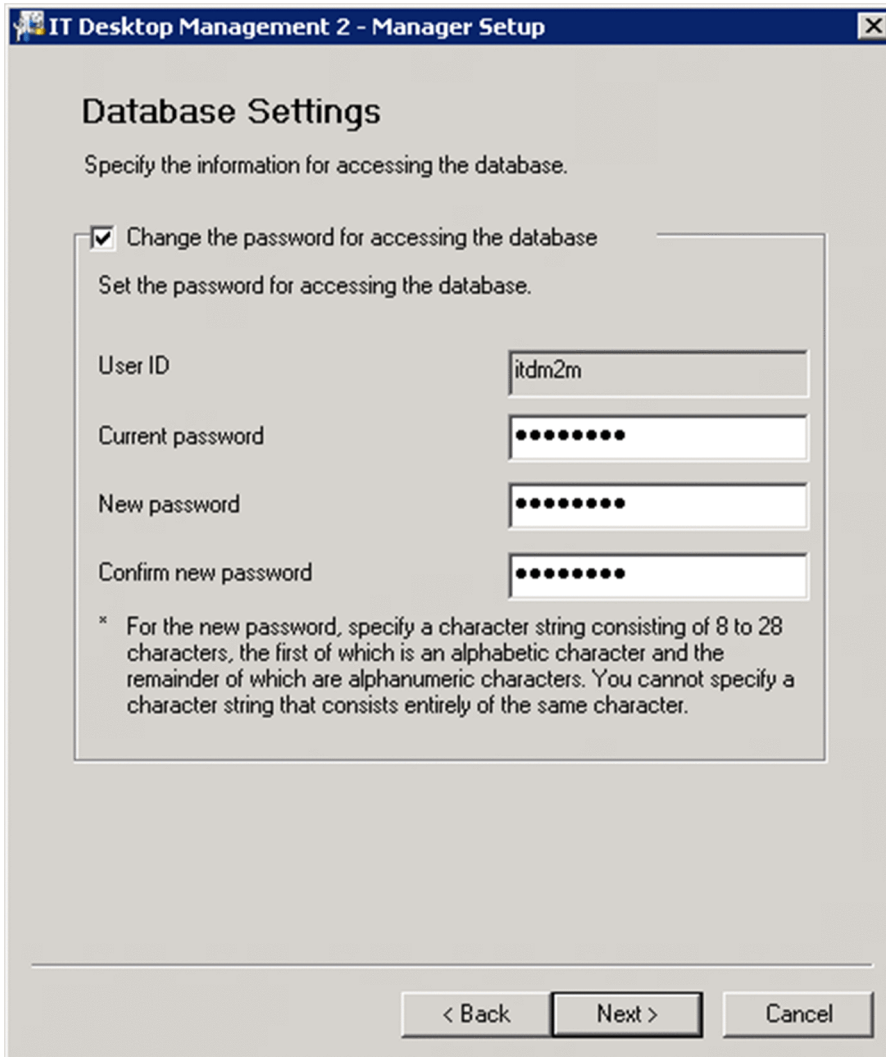 IT Desktop Management 2 - Manager Setup
Database Settings
Specify the information for accessing the database.
Change the password for accessing the database
Set the password for accessing the database.
User ID
itdm2m
Current password
●●●●●●●●
New password
●●●●●●●●
Confirm new password
●●●●●●●●
* For the new password, specify a character string consisting of 8 to 28
characters, the first of which is an alphabetic character and the
remainder of which are alphanumeric characters. You cannot specify a
character string that consists entirely of the same character.
< Back
Next >
Cancel